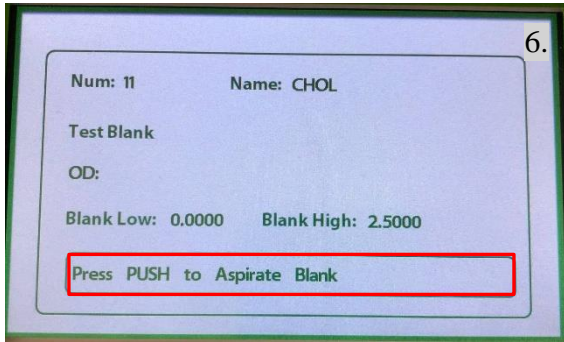 6.
Num: 11 Name: CHOL
Test Blank
OD:
Blank Low: 0.0000 Blank High: 2.5000
Press PUSH to Aspirate Blank